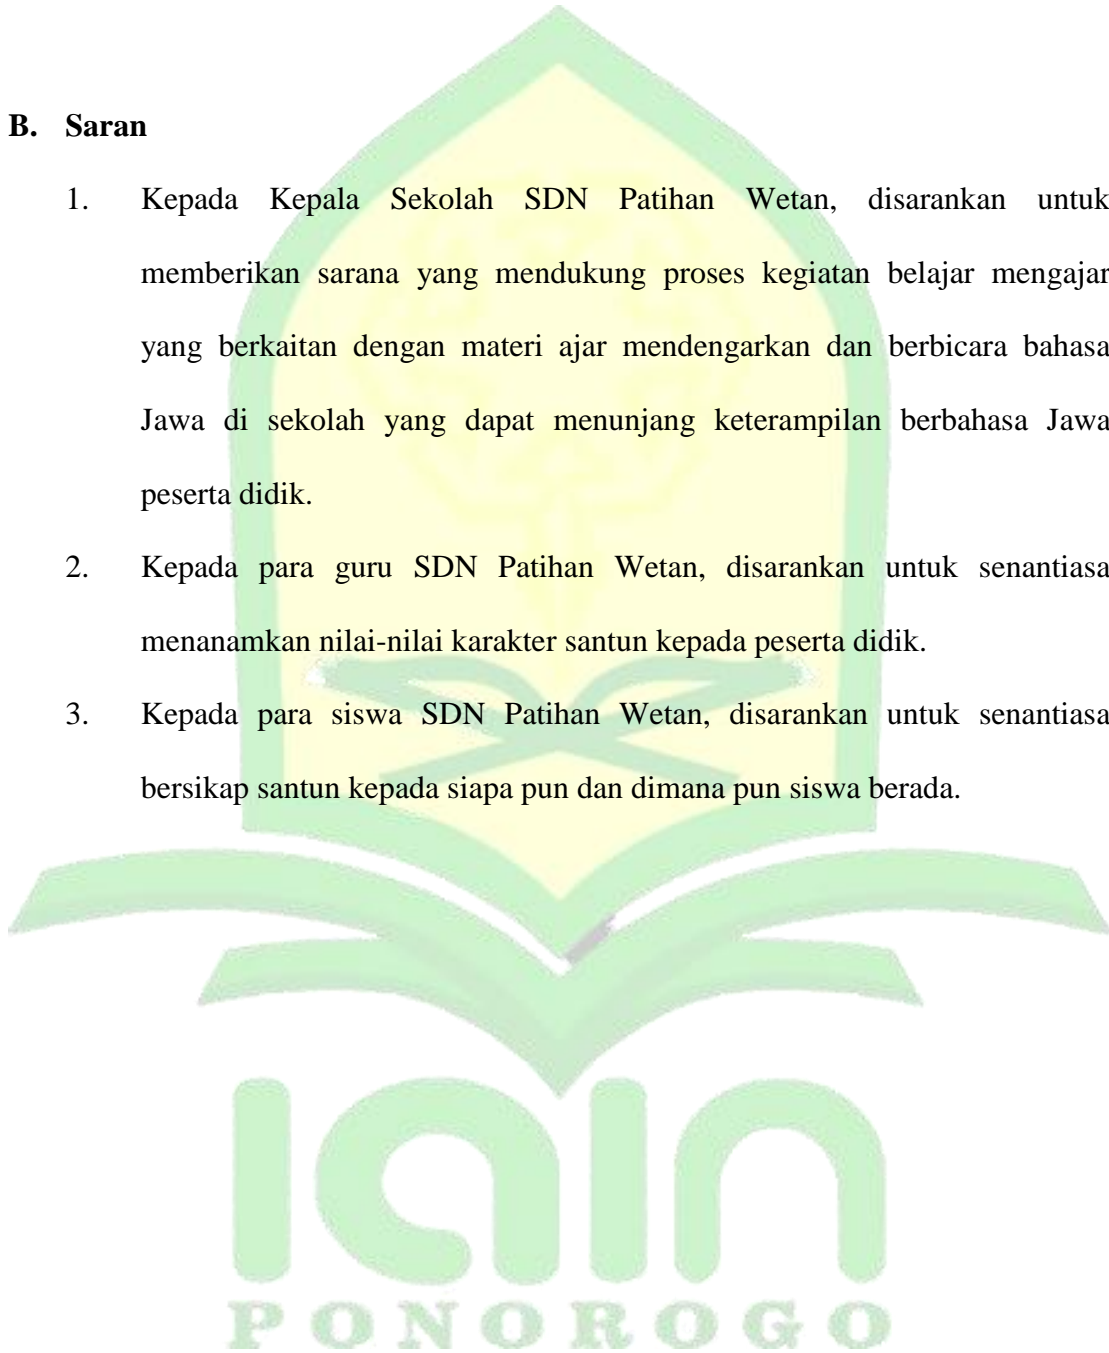 B. Saran
1. Kepada Kepala Sekolah SDN Patihan Wetan, disarankan untuk
memberikan sarana yang mendukung proses kegiatan belajar mengajar
yang berkaitan dengan materi ajar mendengarkan dan berbicara bahasa
Jawa di sekolah yang dapat menunjang keterampilan berbahasa Jawa
peserta didik.
2. Kepada para guru SDN Patihan Wetan, disarankan untuk senantiasa
menanamkan nilai-nilai karakter santun kepada peserta didik.
3. Kepada para siswa SDN Patihan Wetan, disarankan untuk senantiasa
bersikap santun kepada siapa pun dan dimana pun siswa berada.
iain
PONOROGO